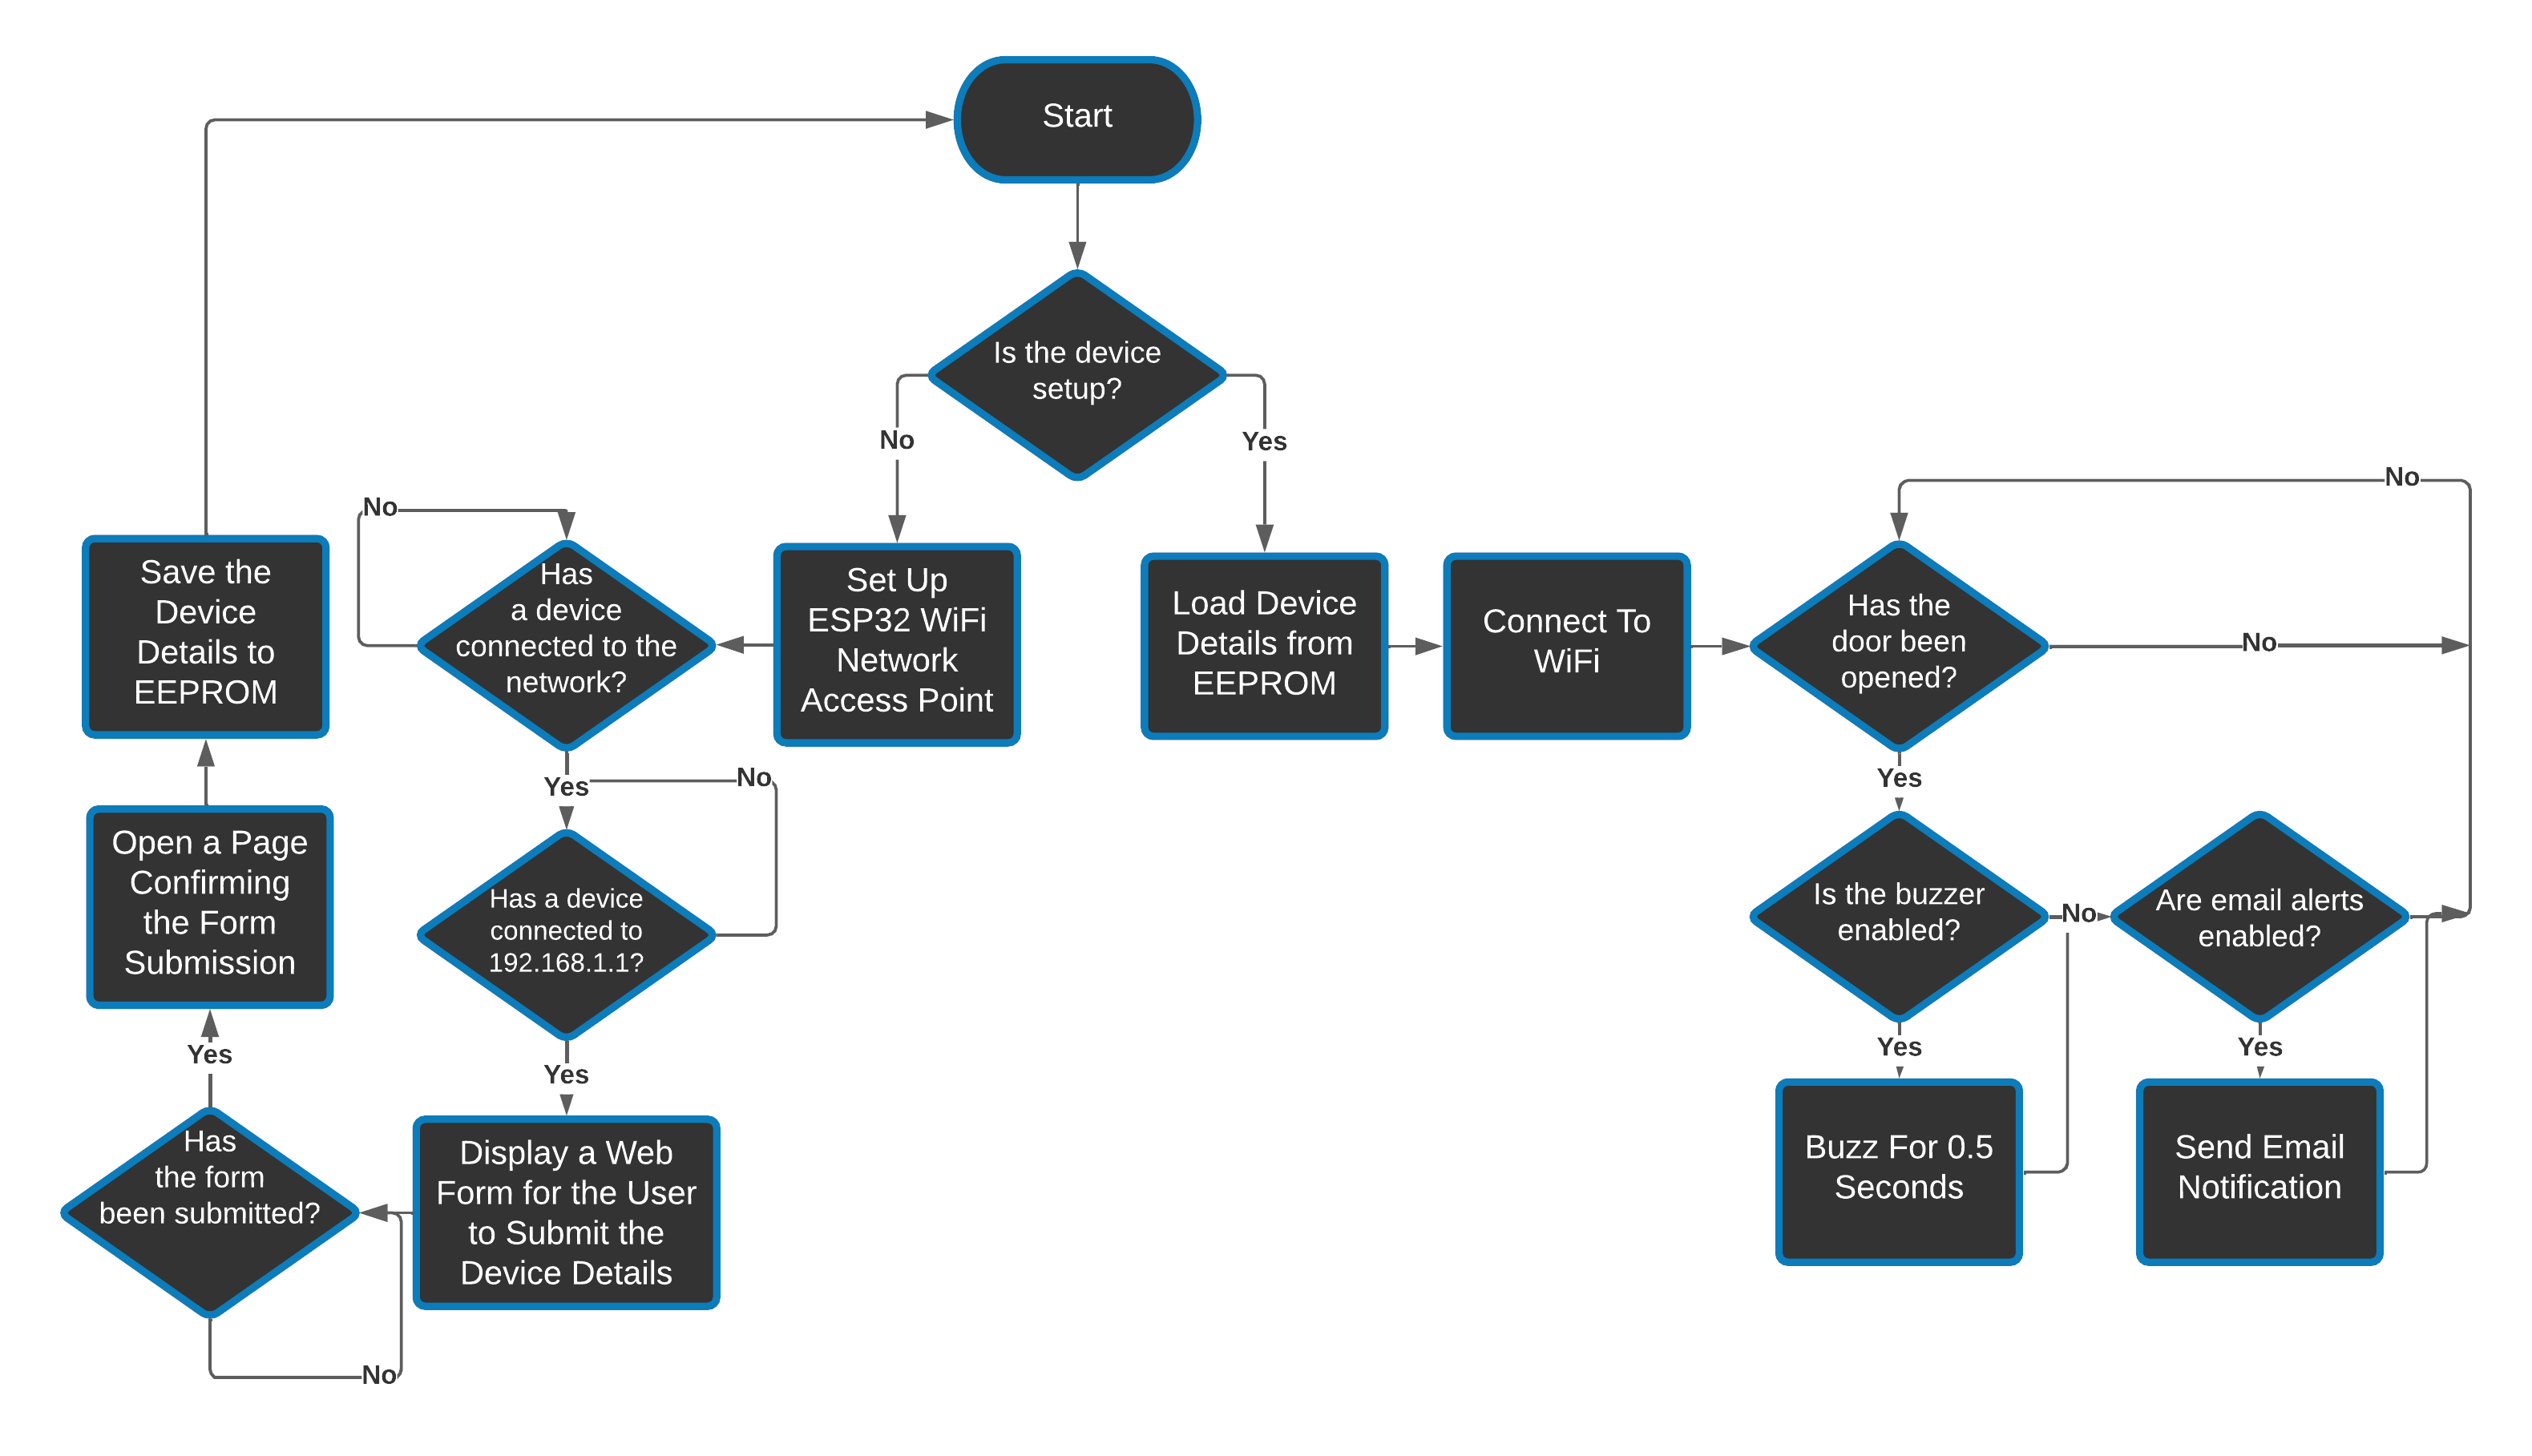 Start
Is the device
setup?
No
Yes
No
No
Save the
Device
Details to
EEPROM
Has
a device
connected to the
network?
Set Up
ESP32 WiFi
Network
Access Point
Load Device
Details from
EEPROM
Connect To
WiFi
Has the
door been
opened?
No
Yes
No
Yes
Open a Page
Confirming
the Form
Submission
Has a device
connected to
192.168.1.1?
Is the buzzer
enabled?
No
Are email alerts
enabled?
Yes
Yes
Yes
Yes
Has
the form
been submitted?
Display a Web
Form for the User
to Submit the
Device Details
Buzz For 0.5
Seconds
Send Email
Notification
No